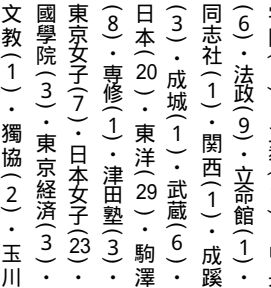 (6)・法政(9)・立命館(1)・
同志社(1)・関西(1)・成蹊
(3)・成城(1)・武蔵(6)・
日本(20)・東洋(29)・駒澤
(8)・専修(1)・津田塾(3)・
東京女子(7)・日本女子(23)・
國學院(3)・東京経済(3)・
文教(1)・獨協(2)・玉川